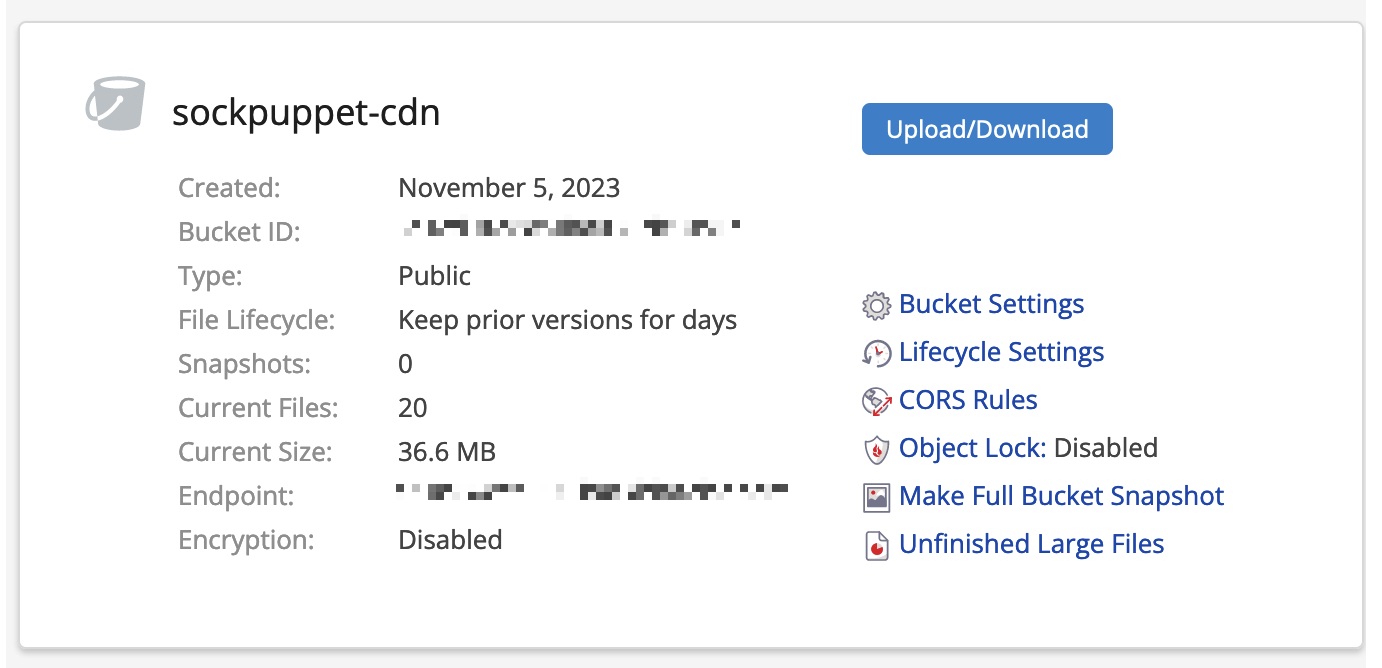 sockpuppet-cdn
Upload/Download
Created: November 5, 2023
Bucket ID:
Type: Public
File Lifecycle: Keep prior versions for days
Snapshots: 0
Current Files: 20
Current Size: 36.6 MB
Endpoint:
Encryption: Disabled
Bucket Settings
Lifecycle Settings
CORS Rules
Object Lock: Disabled
Make Full Bucket Snapshot
Unfinished Large Files